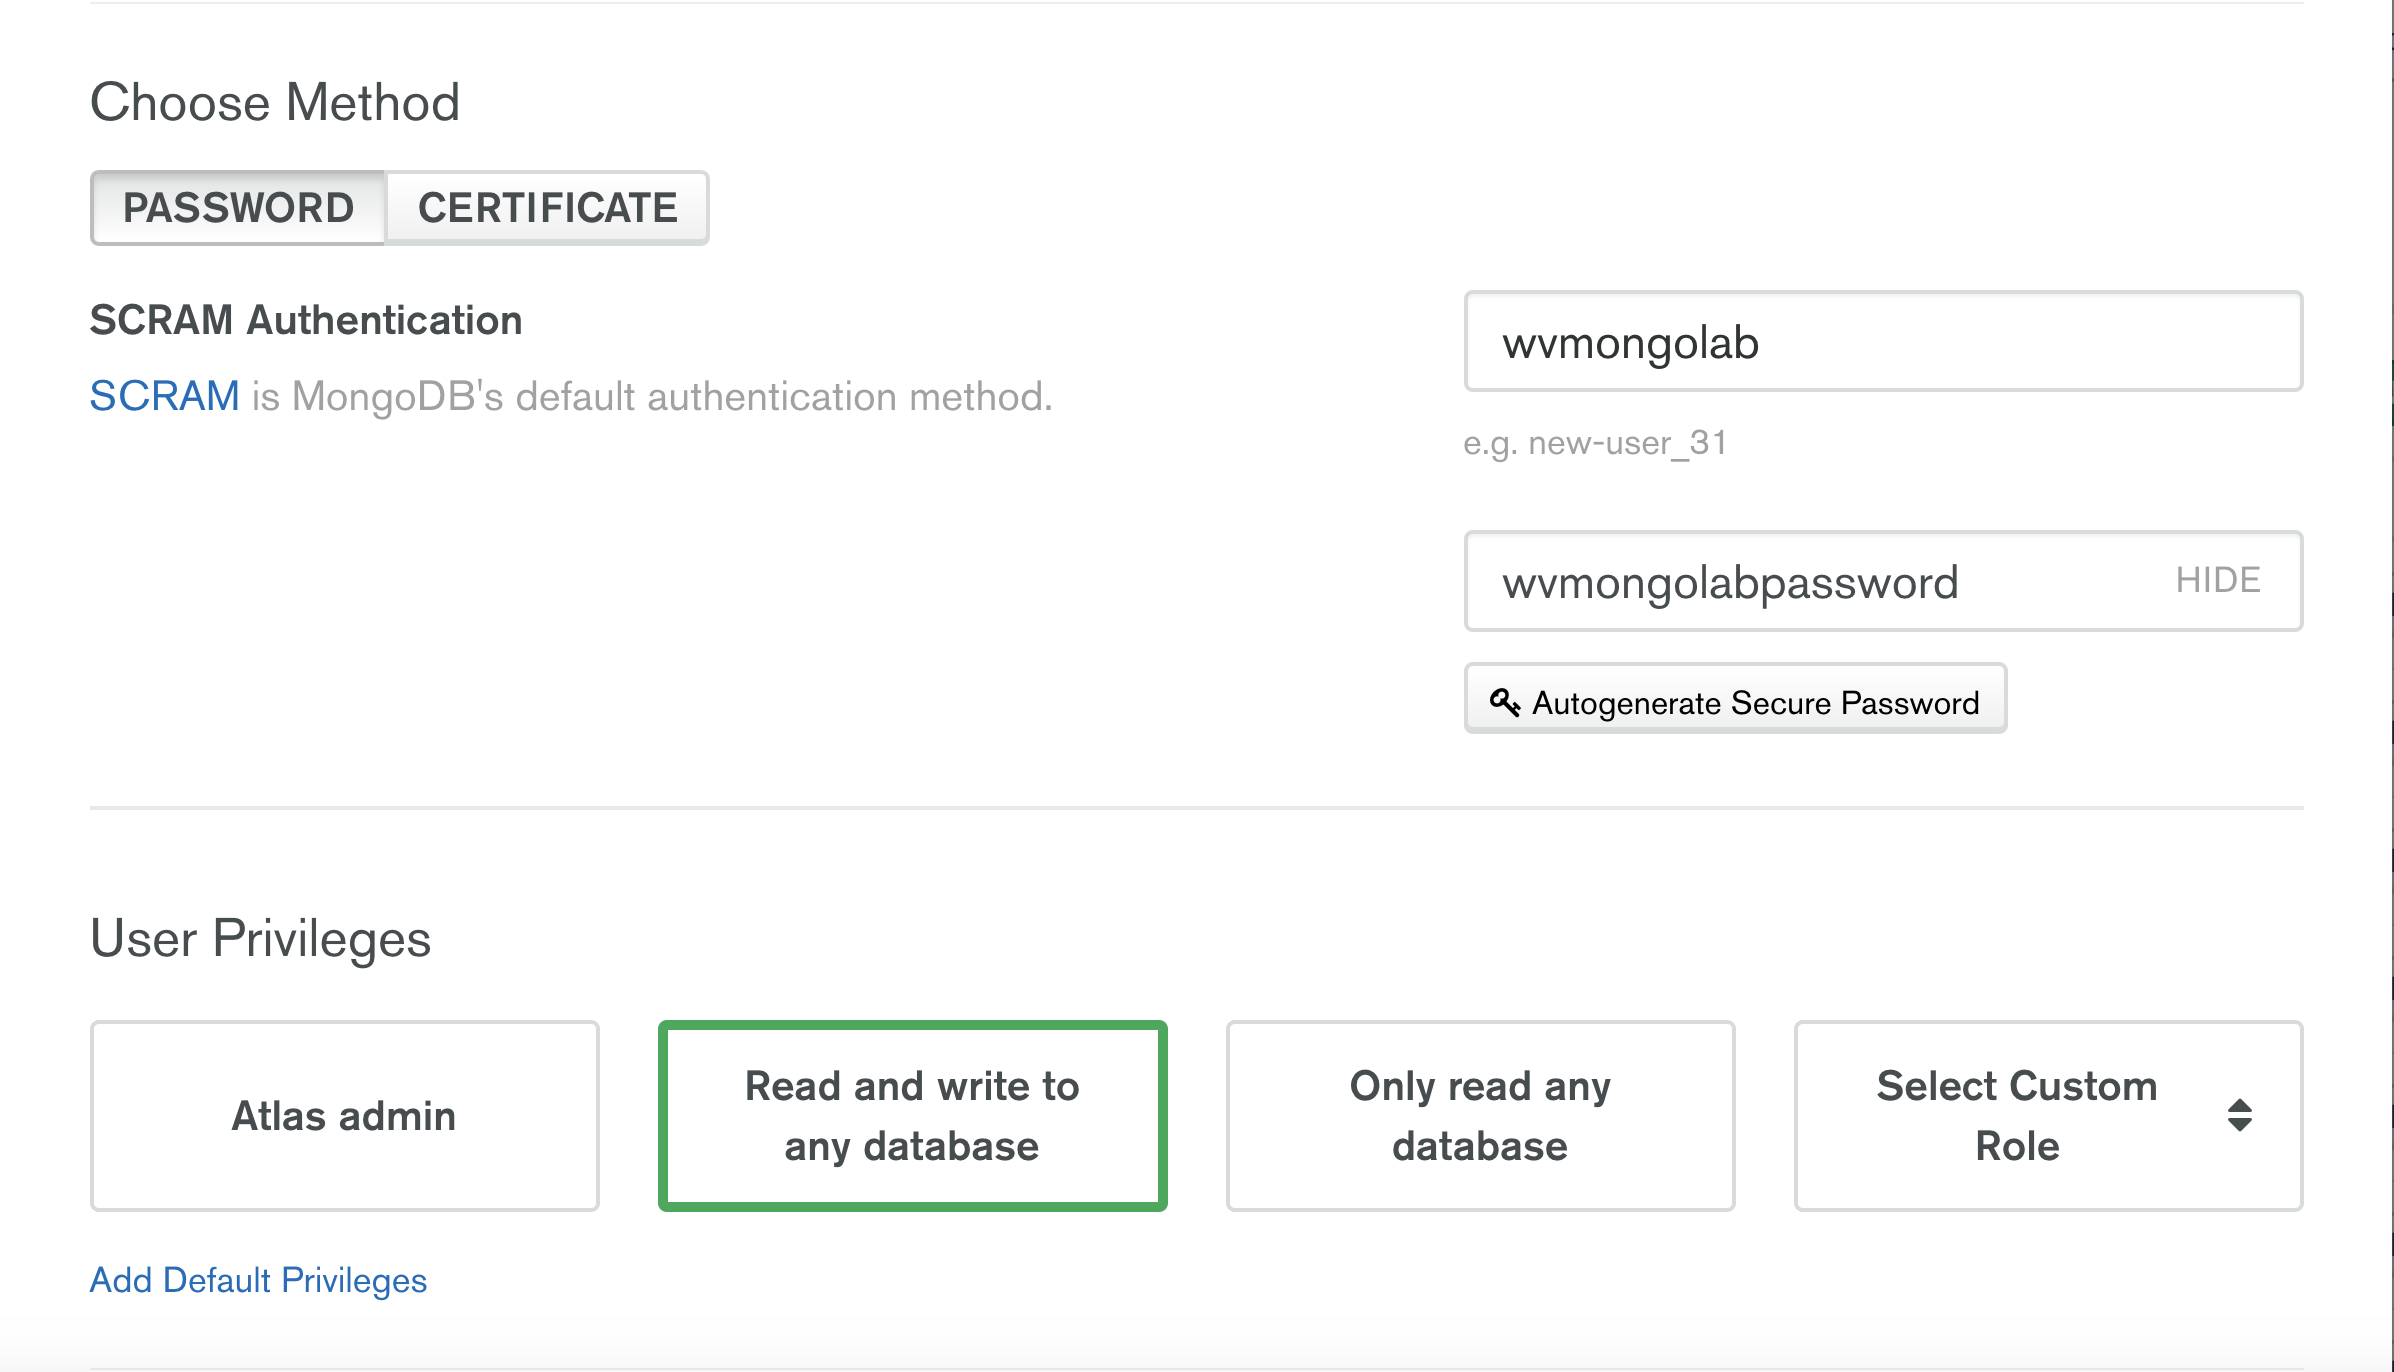 Choose Method
PASSWORD CERTIFICATE
SCRAM Authentication
SCRAM is MongoDB's default authentication method.
wvmongolab
e.g. new-user_31
wvmongolabpassword HIDE
Autogenerate Secure Password
User Privileges
Atlas admin
Read and write to
any database
Only read any
database
Select Custom
Role
Add Default Privileges